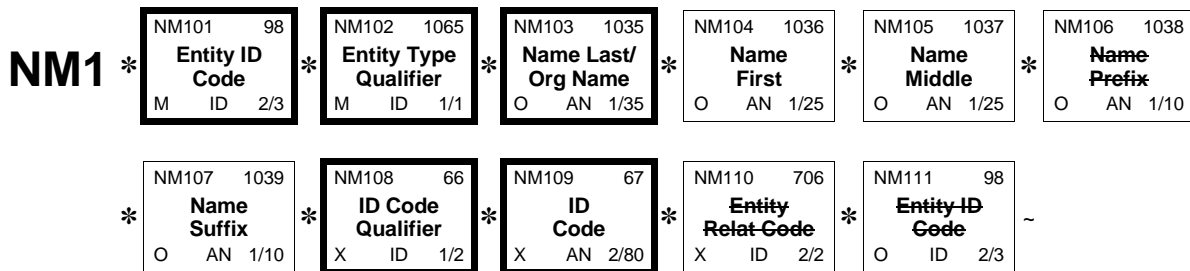 NM101 98 NM102 1065 NM103 1035 NM104 1036 NM105 1037 NM106 1038
NM1 * Entity ID Code * Entity Type Qualifier * Name Last/ Org Name * Name First * Name Middle * Name Prefix
M ID 2/3 M ID 1/1 O AN 1/35 O AN 1/25 O AN 1/25 O AN 1/10
NM107 1039 NM108 66 NM109 67 NM110 706 NM111 98
* Name Suffix * ID Code Qualifier * ID Code * Entity Relat Code * Entity ID Code ~
O AN 1/10 X ID 1/2 X AN 2/80 X ID 2/2 O ID 2/3